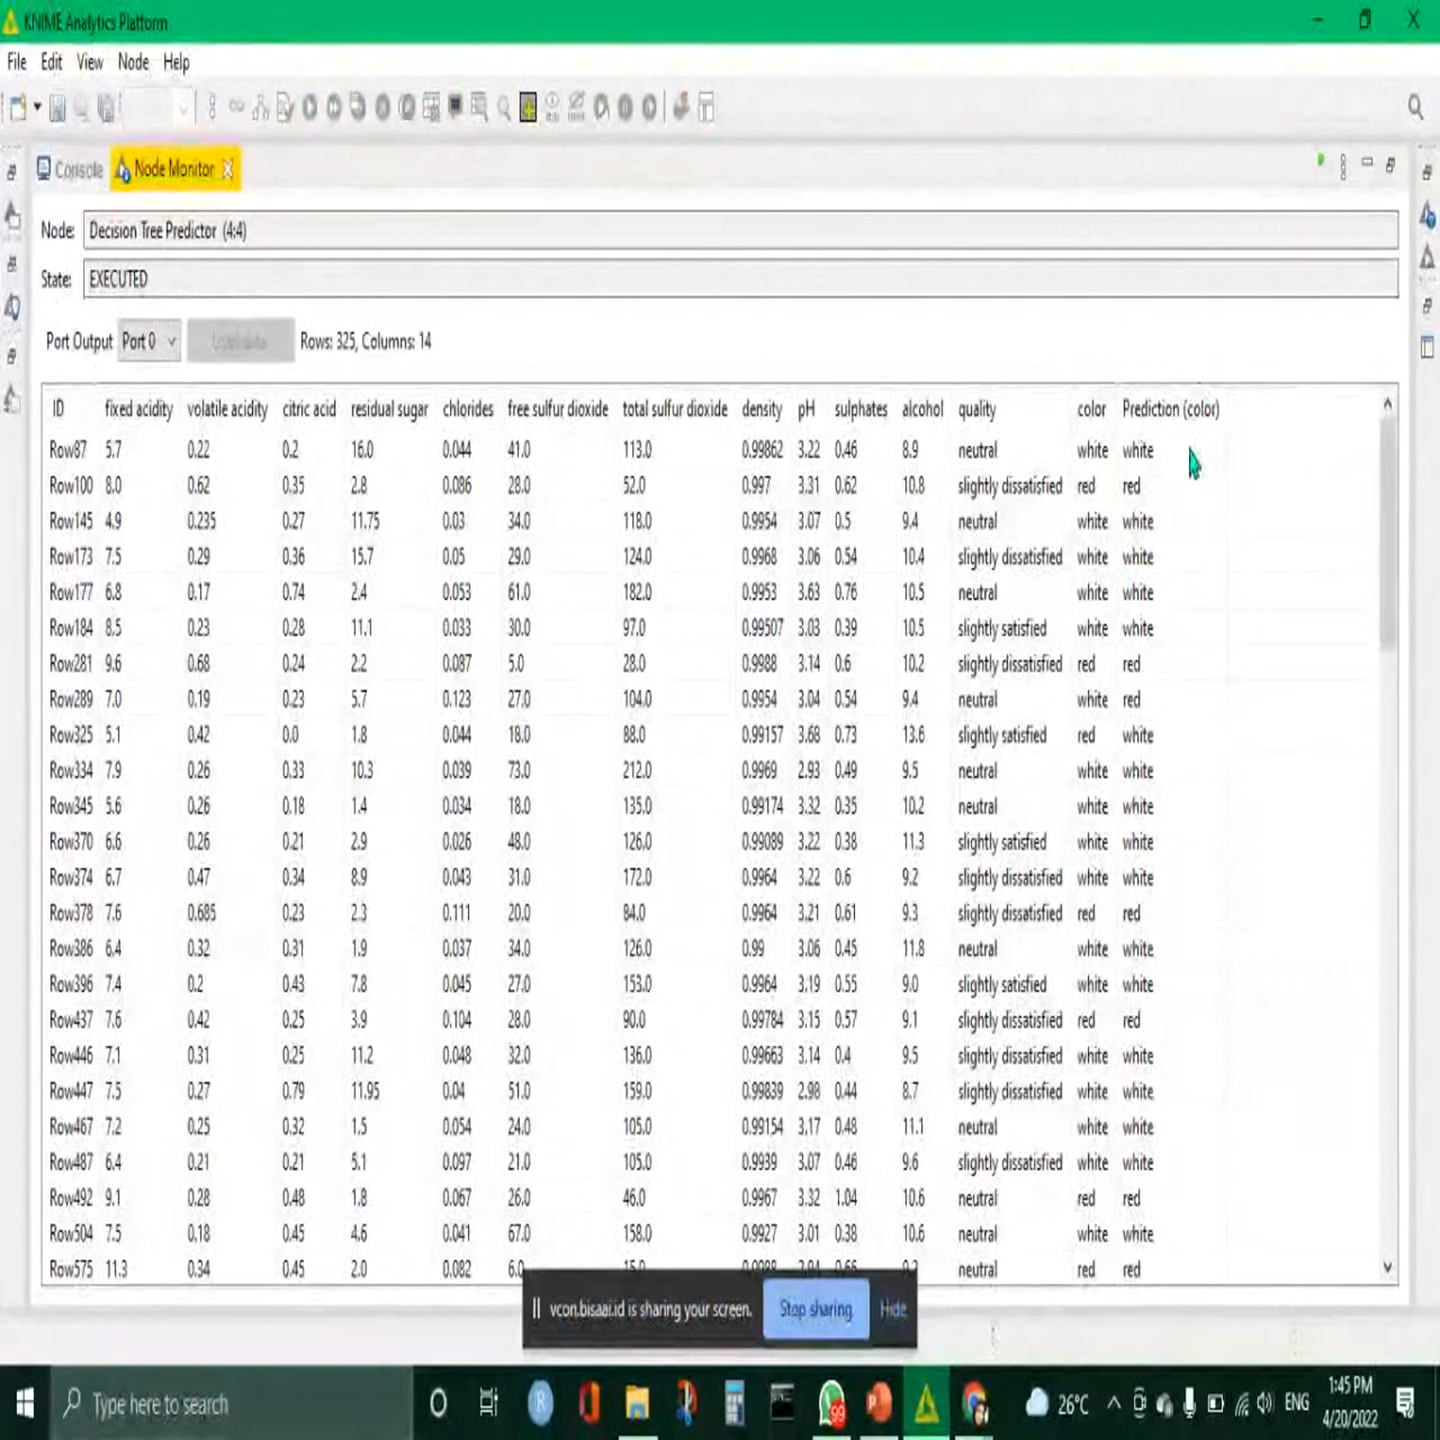 KNIME Analytics Platform
File Edit View Node Help
Console Node Monitor
Node: Decision Tree Predictor (4:4)
State: EXECUTED
Port Output Port 0 Rows: 325, Columns: 14
ID fixed acidity volatile acidity citric acid residual sugar chlorides free sulfur dioxide total sulfur dioxide density pH sulphates alcohol quality color Prediction (color)
Row87 5.7 0.22 0.2 16.0 0.044 41.0 113.0 0.99862 3.22 0.46 8.9 neutral white white
Row100 8.0 0.62 0.35 2.8 0.086 28.0 52.0 0.997 3.31 0.62 10.8 slightly dissatisfied red red
Row145 4.9 0.235 0.27 11.75 0.03 34.0 118.0 0.9954 3.07 0.5 9.4 neutral white white
Row173 7.5 0.29 0.36 15.7 0.05 29.0 124.0 0.9968 3.06 0.54 10.4 slightly dissatisfied white white
Row177 6.8 0.17 0.74 2.4 0.053 61.0 182.0 0.9953 3.63 0.76 10.5 neutral white white
Row184 8.5 0.23 0.28 11.1 0.033 30.0 97.0 0.99507 3.03 0.39 10.5 slightly satisfied white white
Row281 9.6 0.68 0.24 2.2 0.087 5.0 28.0 0.9988 3.14 0.6 10.2 slightly dissatisfied red red
Row289 7.0 0.19 0.23 5.7 0.123 27.0 104.0 0.9954 3.04 0.54 9.4 neutral white red
Row325 5.1 0.42 0.0 1.8 0.044 18.0 88.0 0.99157 3.68 0.73 13.6 slightly satisfied red white
Row334 7.9 0.26 0.33 10.3 0.039 73.0 212.0 0.9969 2.93 0.49 9.5 neutral white white
Row345 5.6 0.26 0.18 1.4 0.034 18.0 135.0 0.99174 3.32 0.35 10.2 neutral white white
Row370 6.6 0.26 0.21 2.9 0.026 48.0 126.0 0.99089 3.22 0.38 11.3 slightly satisfied white white
Row374 6.7 0.47 0.34 8.9 0.043 31.0 172.0 0.9964 3.22 0.6 9.2 slightly dissatisfied white white
Row378 7.6 0.685 0.23 2.3 0.111 20.0 84.0 0.9964 3.21 0.61 9.3 slightly dissatisfied red red
Row386 6.4 0.32 0.31 1.9 0.037 34.0 126.0 0.99 3.06 0.45 11.8 neutral white white
Row396 7.4 0.2 0.43 7.8 0.045 27.0 153.0 0.9964 3.19 0.55 9.0 slightly satisfied white white
Row437 7.6 0.42 0.25 3.9 0.104 28.0 90.0 0.99784 3.15 0.57 9.1 slightly dissatisfied red red
Row446 7.1 0.31 0.25 11.2 0.048 32.0 136.0 0.99663 3.14 0.4 9.5 slightly dissatisfied white white
Row447 7.5 0.27 0.79 11.95 0.04 51.0 159.0 0.99839 2.98 0.44 8.7 slightly dissatisfied white white
Row467 7.2 0.25 0.32 1.5 0.054 24.0 105.0 0.99154 3.17 0.48 11.1 neutral white white
Row487 6.4 0.21 0.21 5.1 0.097 21.0 105.0 0.9939 3.07 0.46 9.6 slightly dissatisfied white white
Row492 9.1 0.28 0.48 1.8 0.067 26.0 46.0 0.9967 3.32 1.04 10.6 neutral red red
Row504 7.5 0.18 0.45 4.6 0.041 67.0 158.0 0.9927 3.01 0.38 10.6 neutral white white
Row575 11.3 0.34 0.45 2.0 0.082 6.0 neutral red red
vcon.bisaai.id is sharing your screen. Stop sharing Hide
Type here to search 99 26°C ENG 1:45 PM
4/20/2022